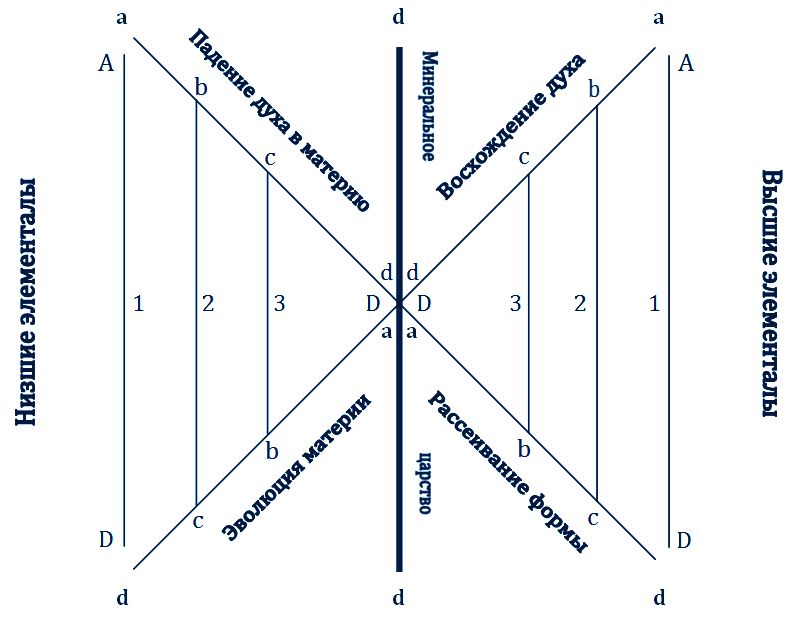 a d a
A A
Падение духа в материю
Минеральное
Восхождение духа
b b
c c
Низшие элементалы
Высшие элементалы
d d
1 2 3 D D 3 2 1
a a
Эволюция материи
царство
Рассеивание формы
b b
c c
D D
d d d